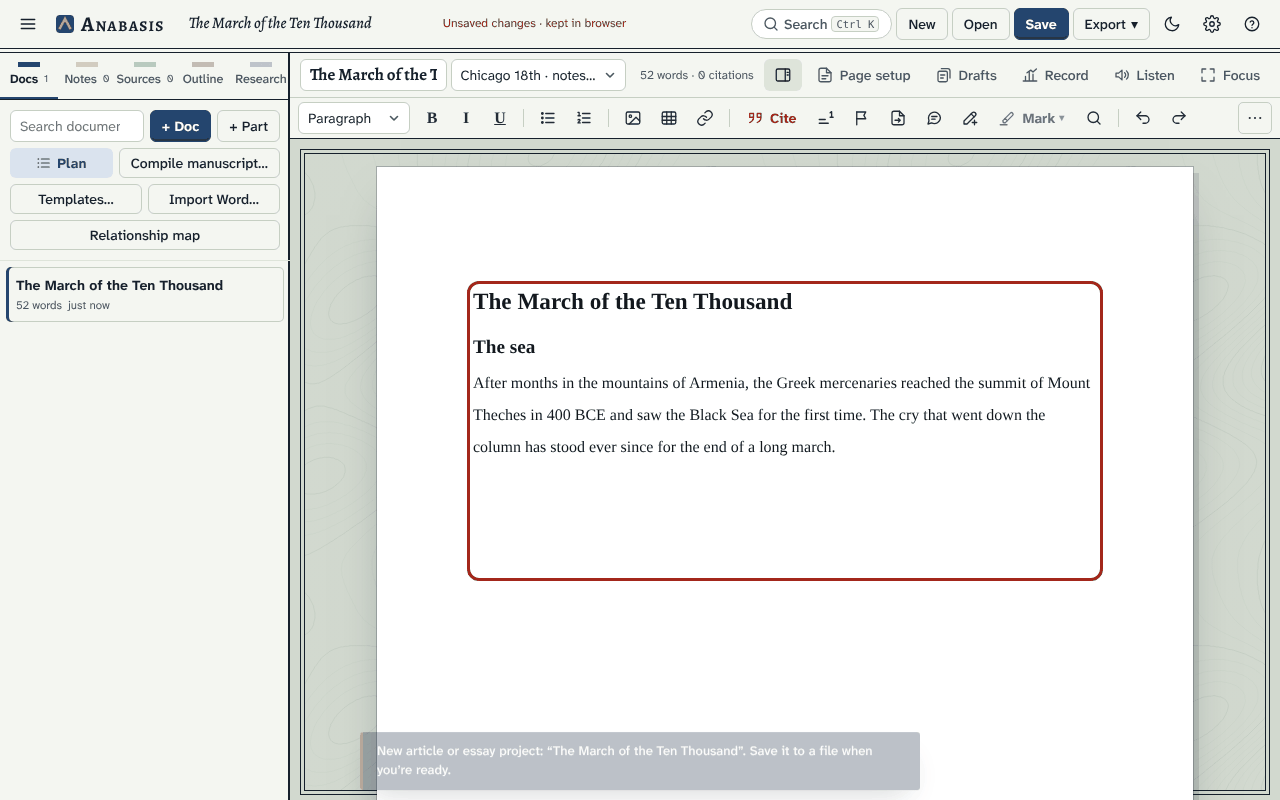 ANABASIS
The March of the Ten Thousand
Unsaved changes · kept in browser
Search Ctrl K
New
Open
Save
Export ▾
Docs 1
Notes 0
Sources 0
Outline
Research
The March of the T
Chicago 18th · notes...
52 words · 0 citations
Page setup
Drafts
Record
Listen
Focus
Search documer
+ Doc
+ Part
Plan
Compile manuscript...
Templates...
Import Word...
Relationship map
The March of the Ten Thousand
52 words just now
Paragraph
B
I
U
Cite
Mark ▾
The March of the Ten Thousand
The sea
After months in the mountains of Armenia, the Greek mercenaries reached the summit of Mount
Theches in 400 BCE and saw the Black Sea for the first time. The cry that went down the
column has stood ever since for the end of a long march.
New article or essay project: “The March of the Ten Thousand”. Save it to a file when
you’re ready.